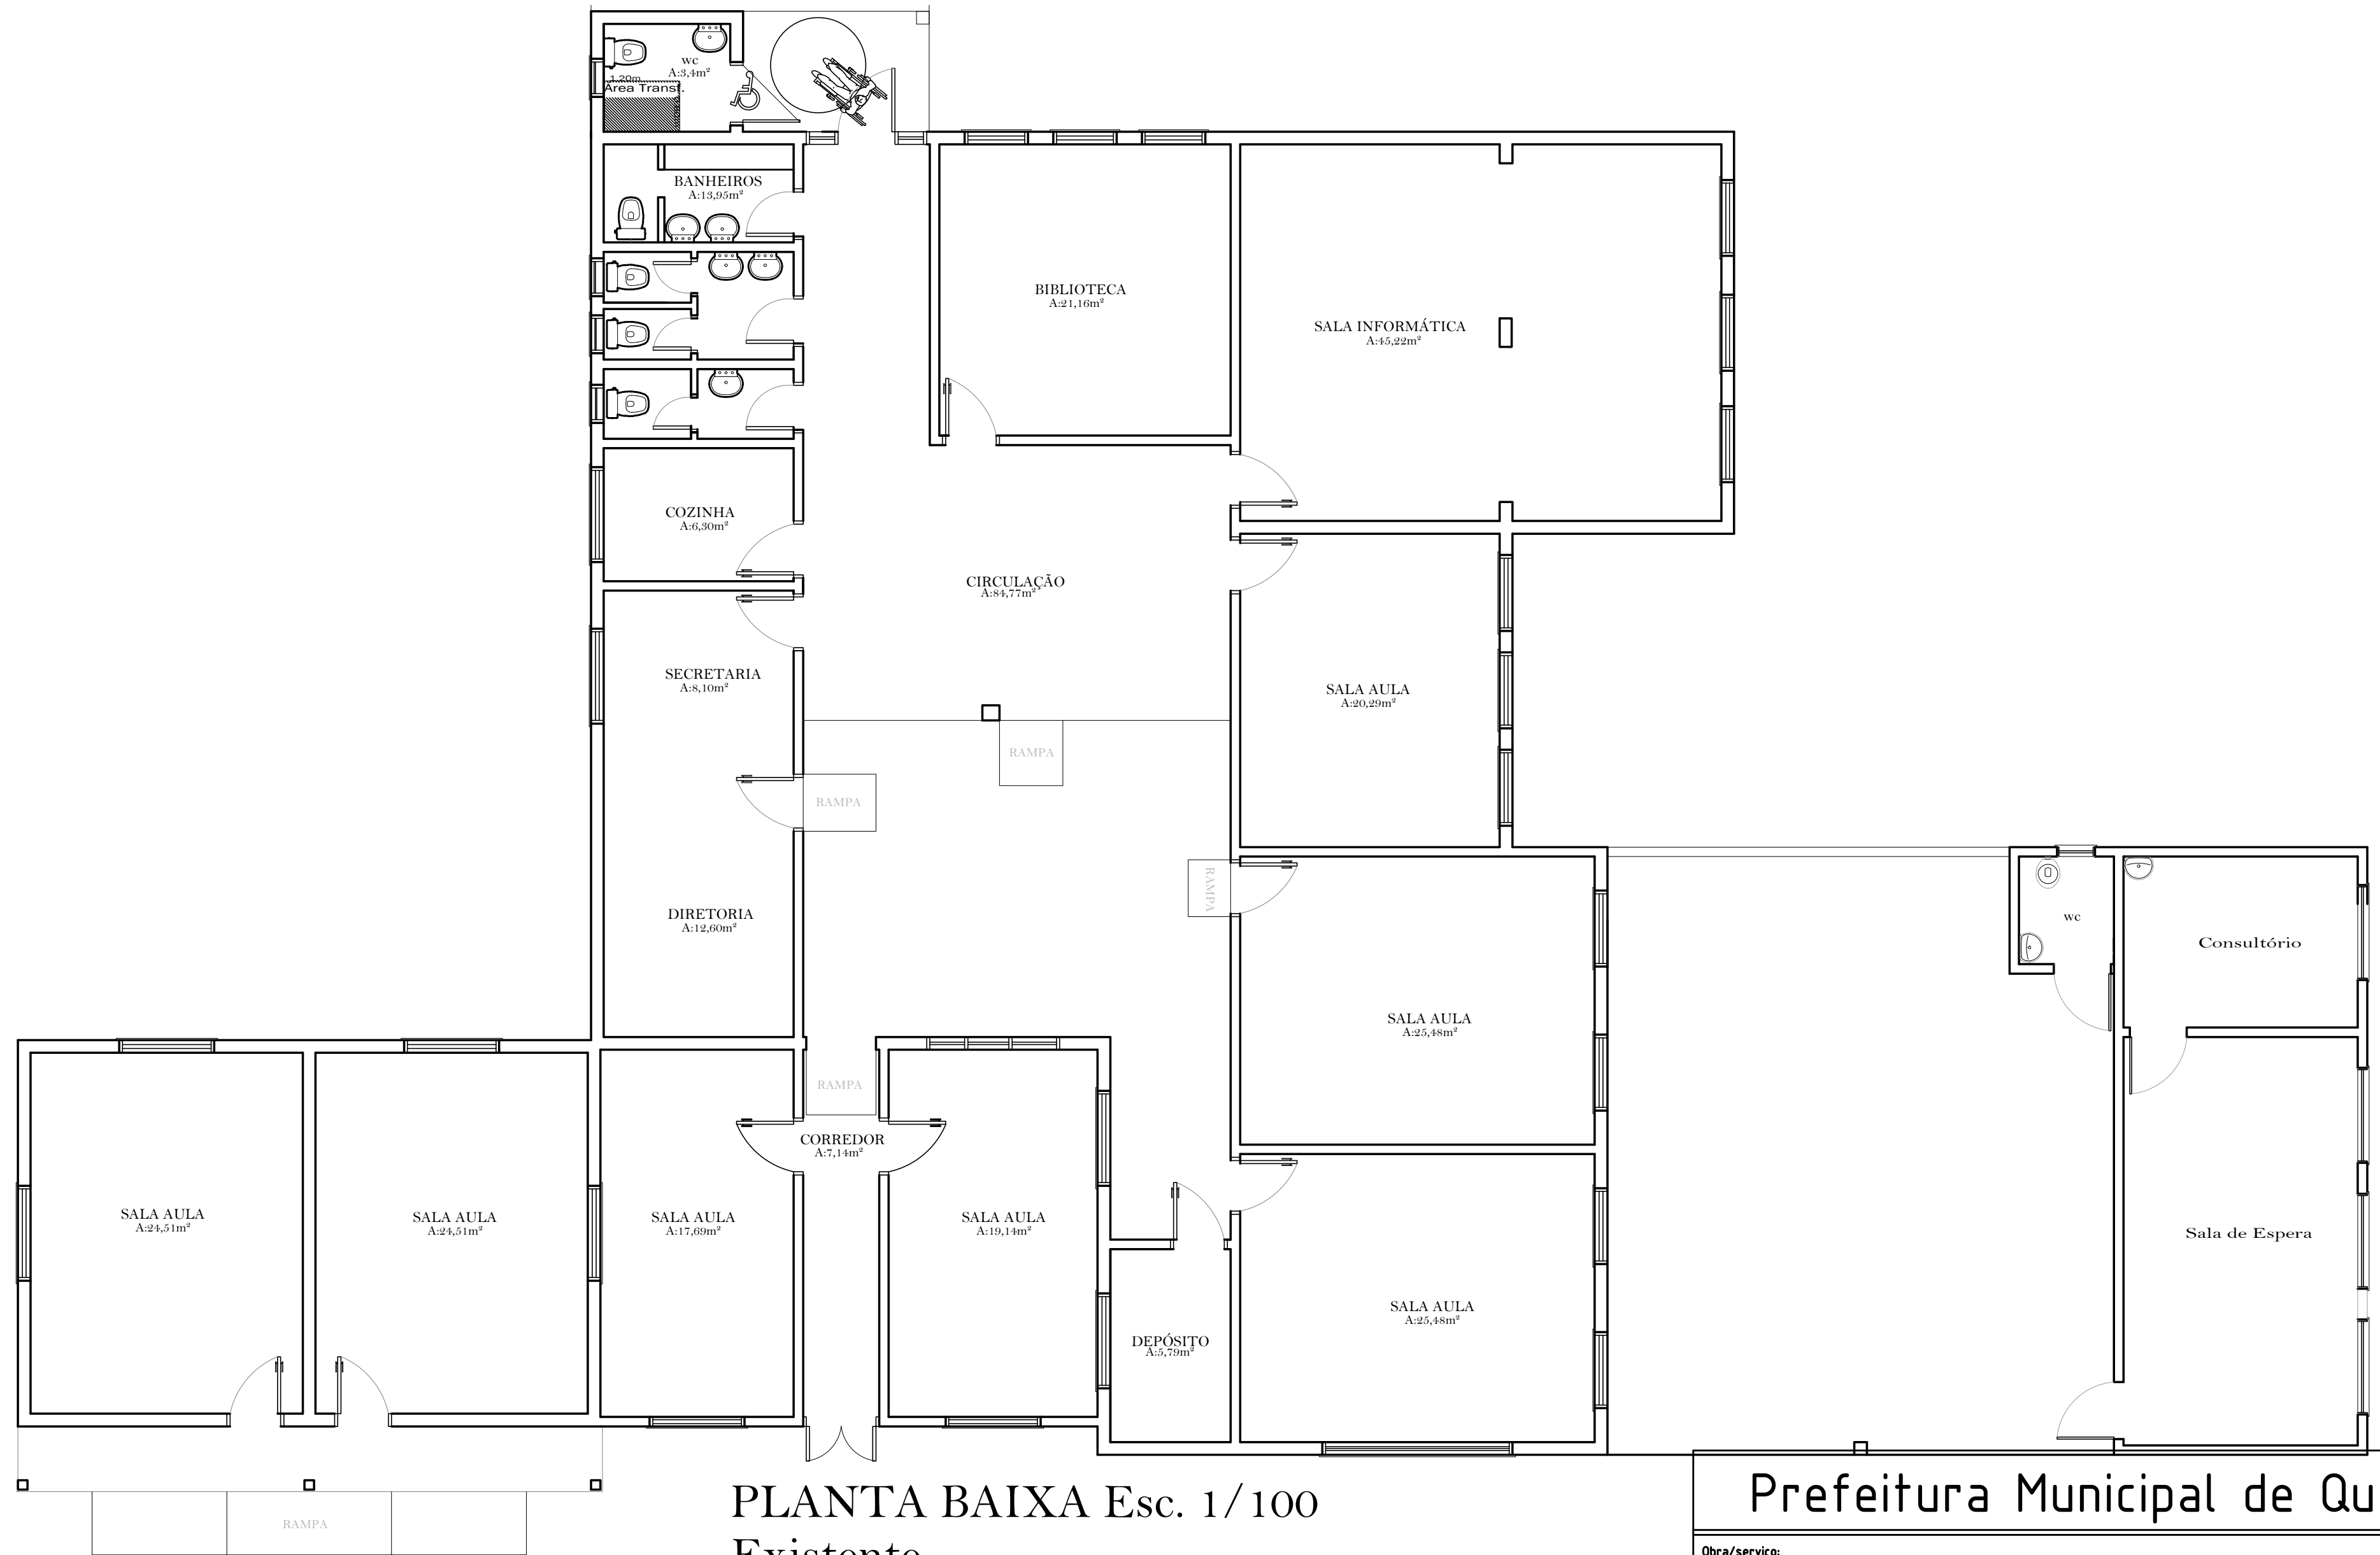 wc
A:3,4m²
1.20m
Área Transf.
BANHEIROS
A:13,95m²
BIBLIOTECA
A:21,16m²
SALA INFORMÁTICA
A:45,22m²
COZINHA
A:6,30m²
CIRCULAÇÃO
A:84,77m²
SECRETARIA
A:8,10m²
SALA AULA
A:20,29m²
RAMPA
RAMPA
RAMPA
DIRETORIA
A:12,60m²
wc
Consultório
SALA AULA
A:25,48m²
RAMPA
CORREDOR
A:7,14m²
SALA AULA
A:24,51m²
SALA AULA
A:24,51m²
SALA AULA
A:17,69m²
SALA AULA
A:19,14m²
Sala de Espera
SALA AULA
A:25,48m²
DEPÓSITO
A:5,79m²
RAMPA
PLANTA BAIXA Esc. 1/100
Existente
Prefeitura Municipal de Qu
Obra/serviço: